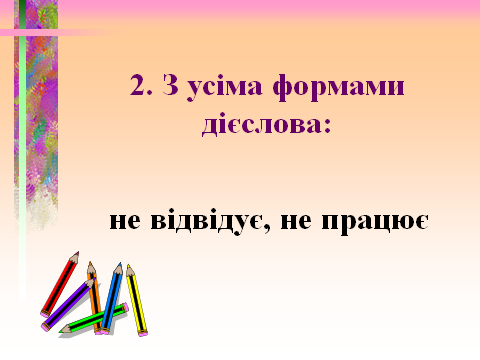 2. З усіма формами
дієслова:
не відвідує, не працює